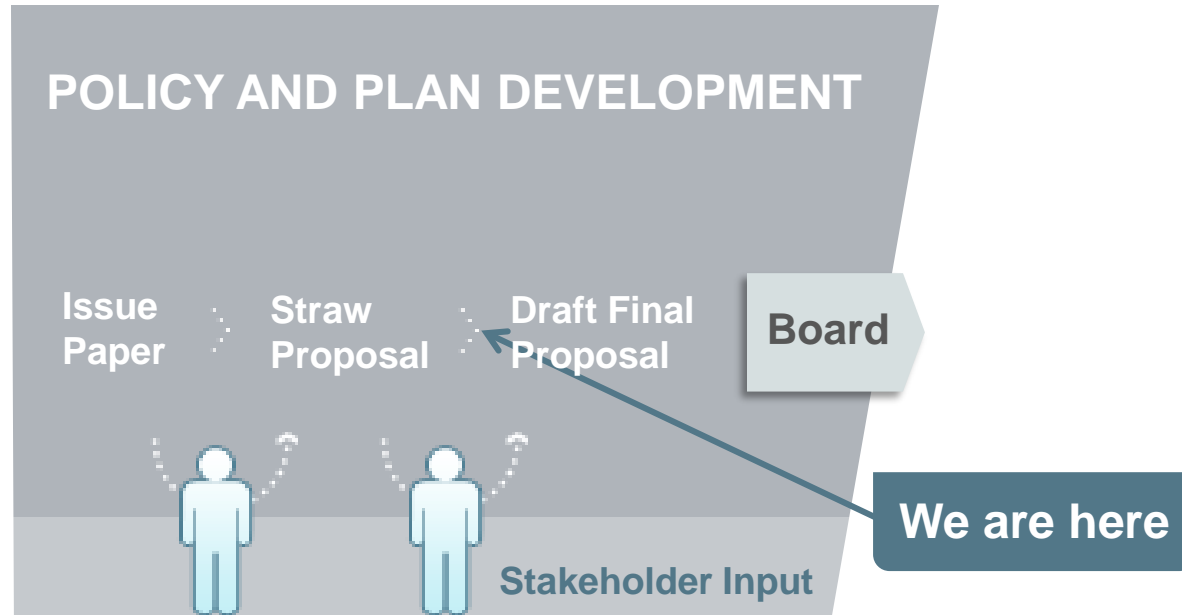 POLICY AND PLAN DEVELOPMENT
Issue
Paper
Straw
Proposal
Draft Final
Proposal
Board
We are here
Stakeholder Input